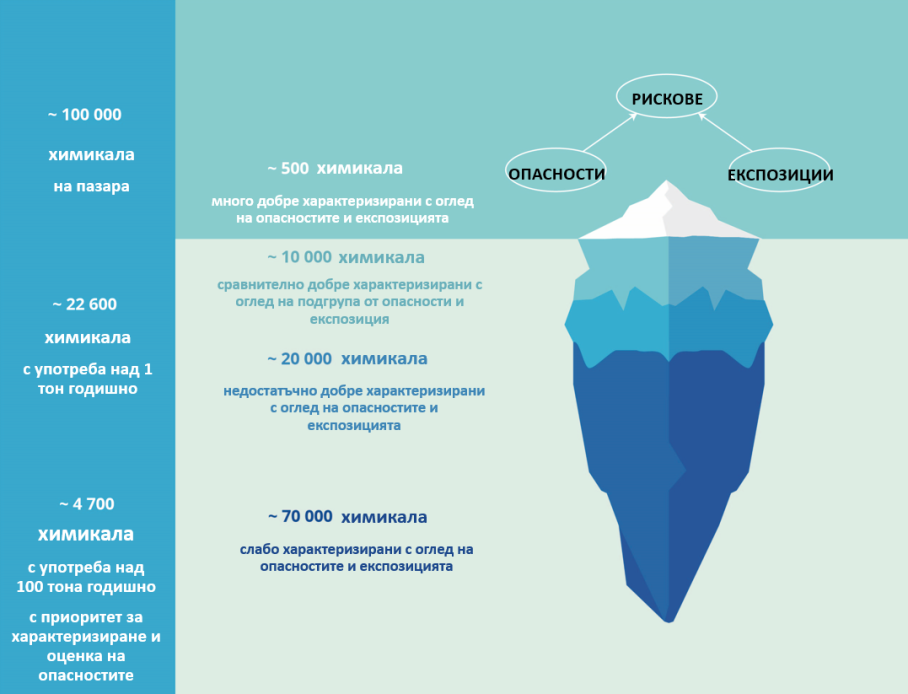 ~ 100 000
химикала
на пазара
~ 22 600
химикала
с употреба над 1
тон годишно
~ 4 700
химикала
с употреба над
100 тона годишно
с приоритет за
характеризиране и
оценка на
опасностите
~ 500 химикала
много добре характеризирани с оглед
на опасностите и експозицията
~ 10 000 химикала
сравнително добре характеризирани с
оглед на подгрупа от опасности и
експозиция
~ 20 000 химикала
недостатъчно добре характеризирани
с оглед на опасностите и
експозицията
~ 70 000 химикала
слабо характеризирани с оглед на
опасностите и експозицията
РИСКОВЕ
ОПАСНОСТИ
ЕКСПОЗИЦИИ